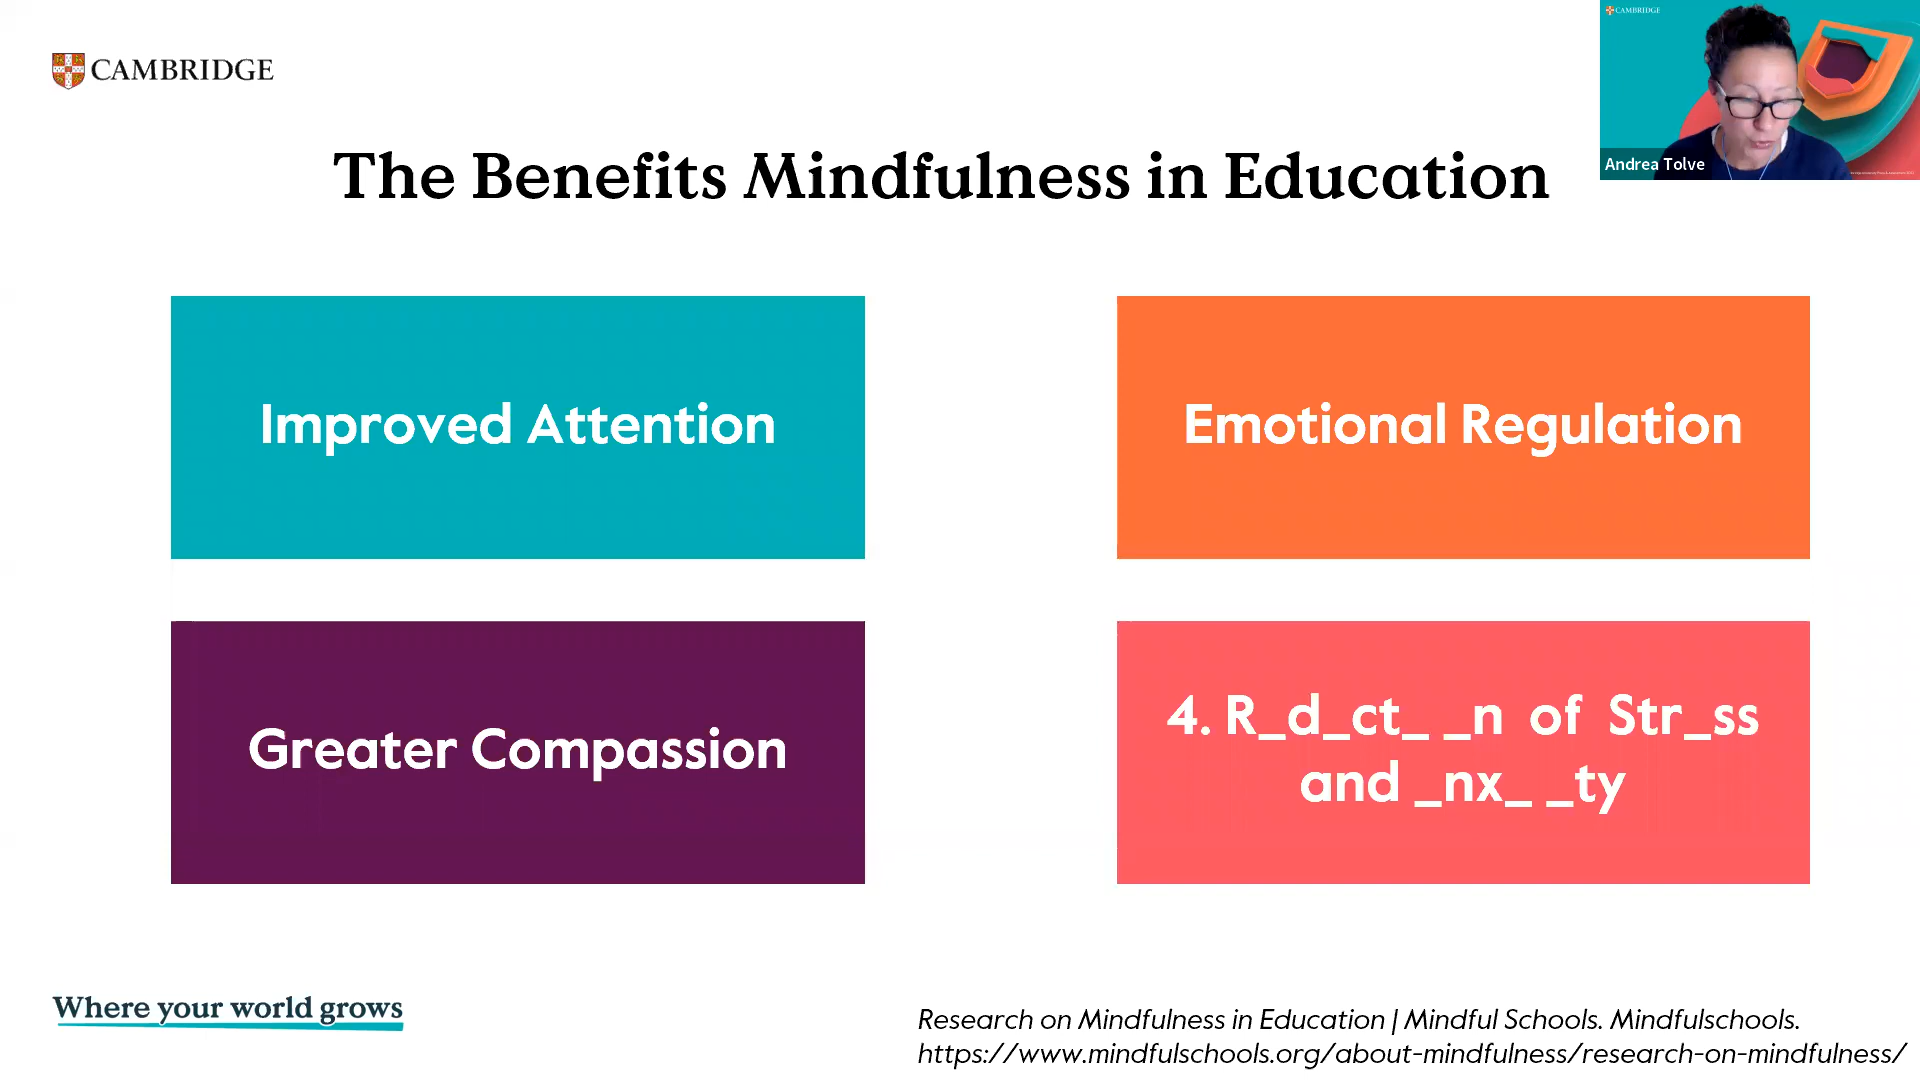 CAMBRIDGE
CAMBRIDGE
Andrea Tolve
The Benefits Mindfulness in Education
Improved Attention
Emotional Regulation
Greater Compassion
4. R_d_ct_ _n of Str_ss
and _nx_ _ty
Where your world grows
Research on Mindfulness in Education | Mindful Schools. Mindfulschools.
https://www.mindfulschools.org/about-mindfulness/research-on-mindfulness/